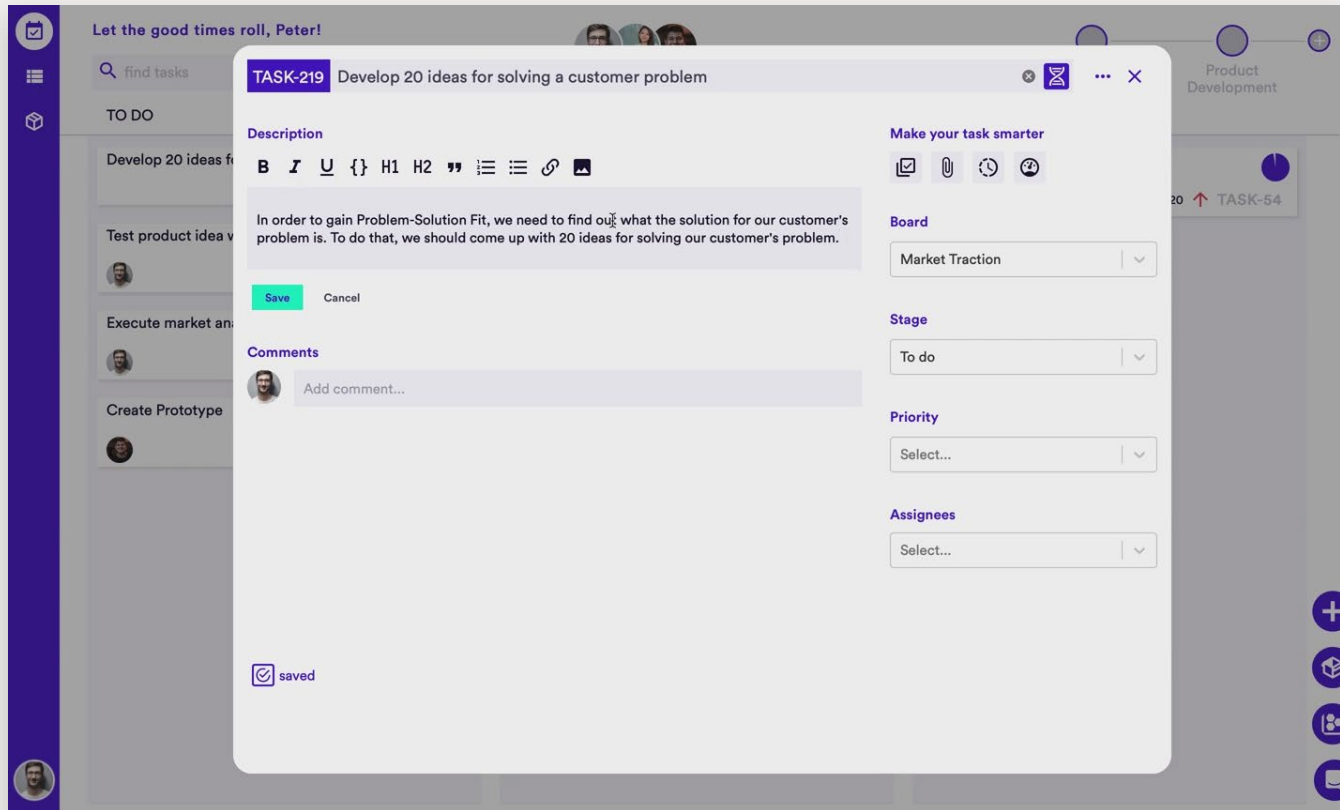 Let the good times roll, Peter!
find tasks
TO DO
Product
Development
Develop 20 ideas
Test product idea
Execute market
Create Prototype
20 TASK-54
TASK-219 Develop 20 ideas for solving a customer problem
Description
B I U {} H1 H2
In order to gain Problem-Solution Fit, we need to find out what the solution for our customer's
problem is. To do that, we should come up with 20 ideas for solving our customer's problem.
Save Cancel
Comments
Add comment...
saved
Make your task smarter
Board
Market Traction
Stage
To do
Priority
Select...
Assignees
Select...